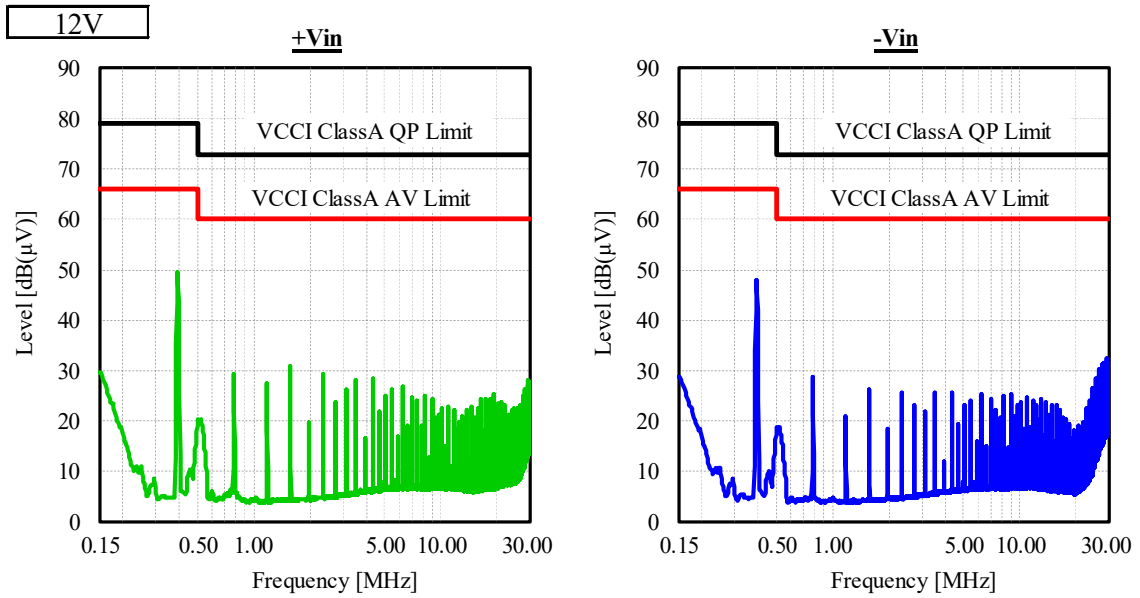 12V
+Vin
90
80
70
60
50
40
30
20
10
0
Level [dB(μV)]
VCCI ClassA QP Limit
VCCI ClassA AV Limit
0.15 0.50 1.00 5.00 10.00 30.00
Frequency [MHz]
-Vin
90
80
70
60
50
40
30
20
10
0
Level [dB(μV)]
VCCI ClassA QP Limit
VCCI ClassA AV Limit
0.15 0.50 1.00 5.00 10.00 30.00
Frequency [MHz]